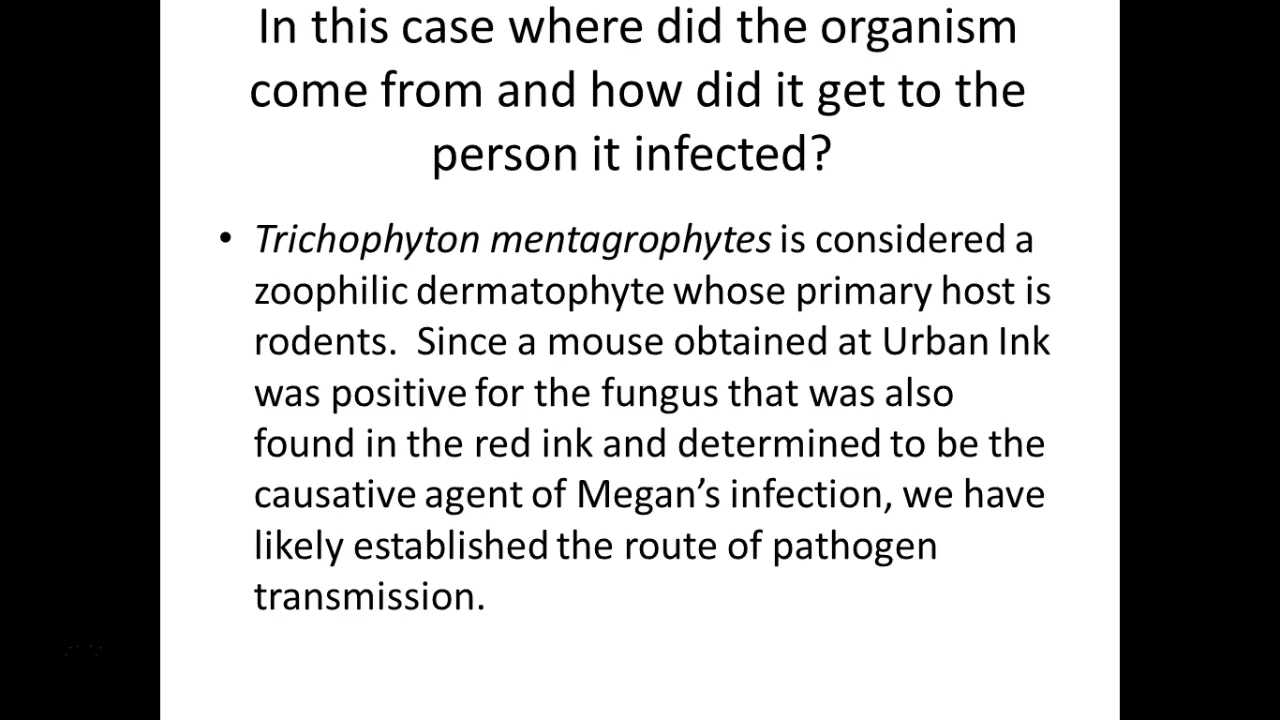 In this case where did the organism
come from and how did it get to the
person it infected?
• Trichophyton mentagrophytes is considered a
zoophilic dermatophyte whose primary host is
rodents.  Since a mouse obtained at Urban Ink
was positive for the fungus that was also
found in the red ink and determined to be the
causative agent of Megan’s infection, we have
likely established the route of pathogen
transmission.